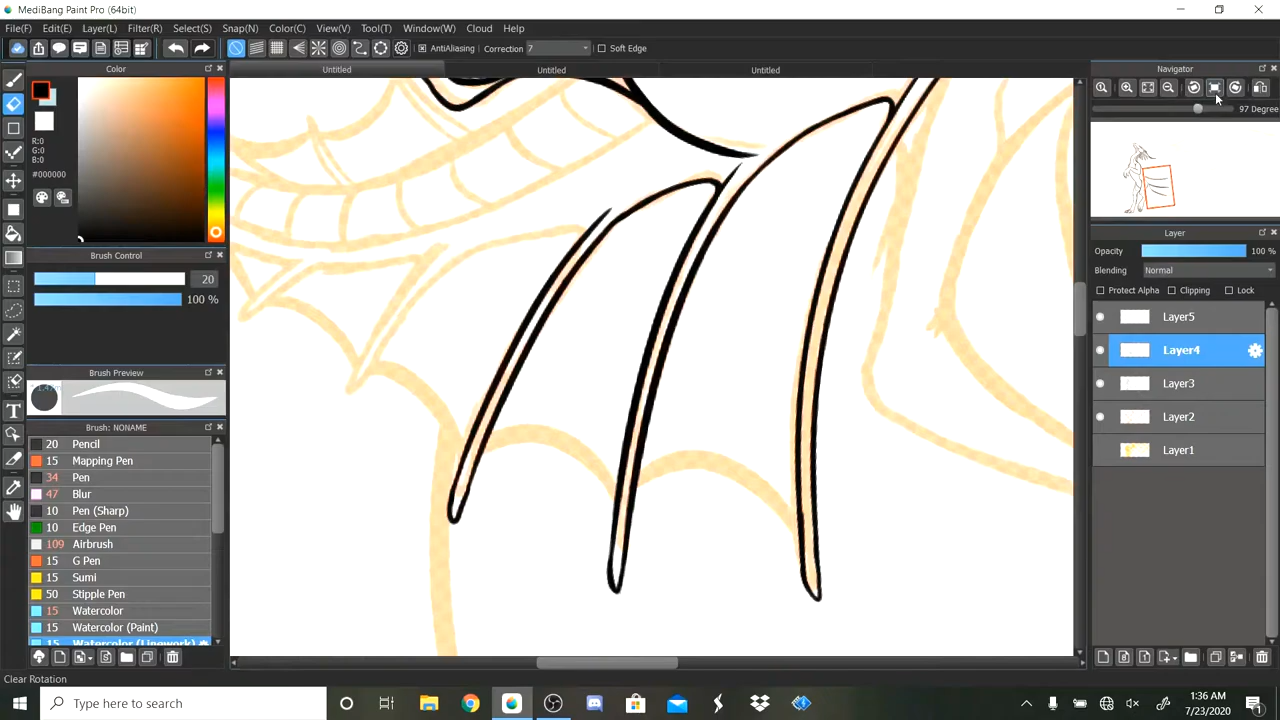 MediBang Paint Pro (64bit)
File(F) Edit(E) Layer(L) Filter(R) Select(S) Snap(N) Color(C) View(V) Tool(T) Window(W) Cloud Help
AntiAliasing Correction 7 Soft Edge
Color
Untitled Untitled Untitled
Navigator
97 Degree
R:0
G:0
B:0
#000000
Brush Control
20
100 %
Layer
Opacity 100 %
Blending Normal
Protect Alpha Clipping Lock
Layer5
Layer4
Layer3
Layer2
Layer1
Brush Preview
Brush: NONAME
20 Pencil
15 Mapping Pen
34 Pen
47 Blur
10 Pen (Sharp)
10 Edge Pen
109 Airbrush
15 G Pen
15 Sumi
50 Stipple Pen
15 Watercolor
15 Watercolor (Paint)
15 Watercolor (Linework)
Clear Rotation
Type here to search
1:36 AM
7/23/2020